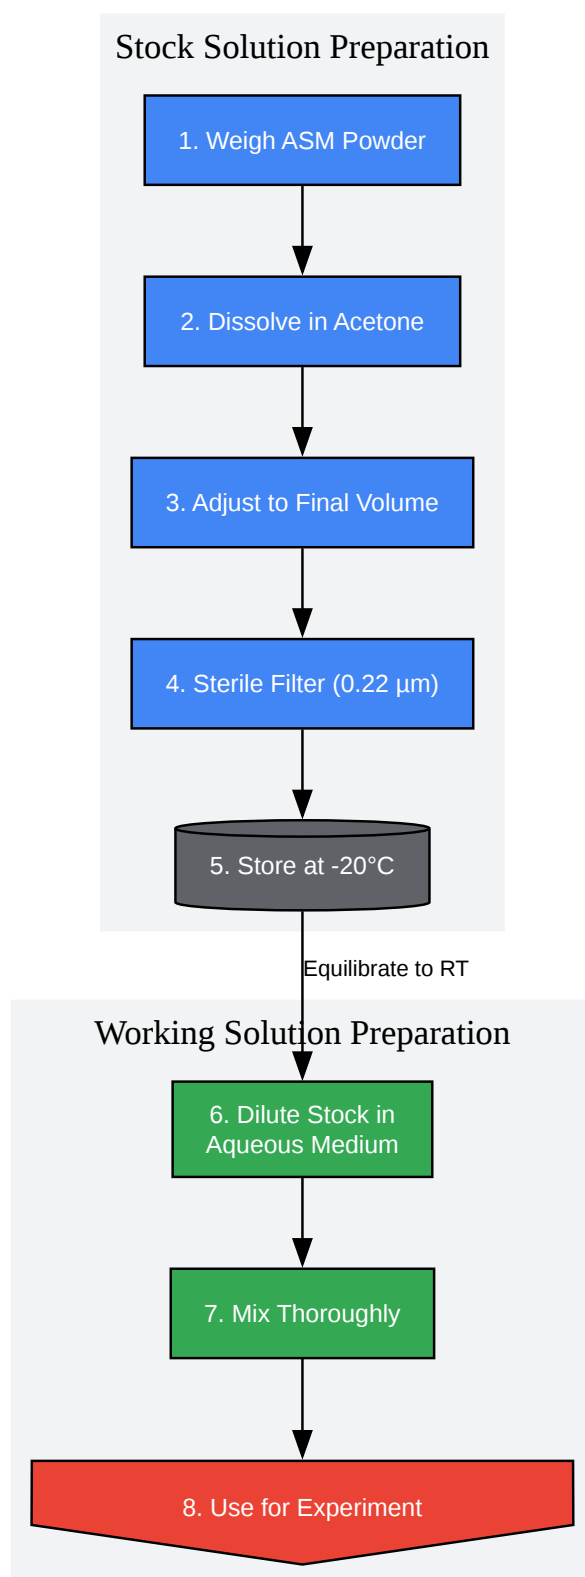 Stock Solution Preparation
1. Weigh ASM Powder
2. Dissolve in Acetone
3. Adjust to Final Volume
4. Sterile Filter (0.22 µm)
5. Store at -20°C
Equilibrate to RT
Working Solution Preparation
6. Dilute Stock in
Aqueous Medium
7. Mix Thoroughly
8. Use for Experiment